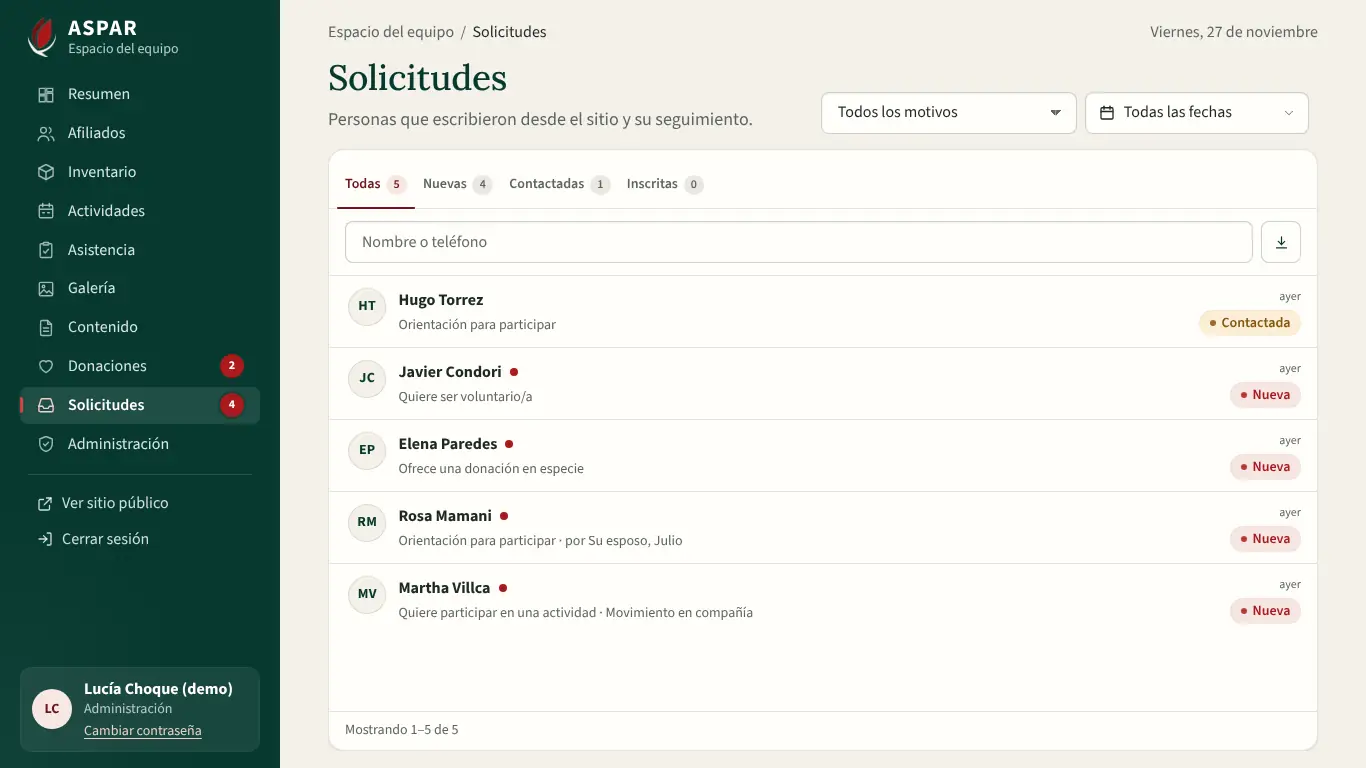 ASPAR
Espacio del equipo
Resumen
Afiliados
Inventario
Actividades
Asistencia
Galería
Contenido
Donaciones 2
Solicitudes 4
Administración
Ver sitio público
Cerrar sesión
LC
Lucía Choque (demo)
Administración
Cambiar contraseña
Espacio del equipo / Solicitudes
Viernes, 27 de noviembre
Solicitudes
Personas que escribieron desde el sitio y su seguimiento.
Todos los motivos
Todas las fechas
Todas 5 Nuevas 4 Contactadas 1 Inscritas 0
Nombre o teléfono
HT
Hugo Torrez
Orientación para participar
ayer
Contactada
JC
Javier Condori
Quiere ser voluntario/a
ayer
Nueva
EP
Elena Paredes
Ofrece una donación en especie
ayer
Nueva
RM
Rosa Mamani
Orientación para participar · por Su esposo, Julio
ayer
Nueva
MV
Martha Villca
Quiere participar en una actividad · Movimiento en compañía
ayer
Nueva
Mostrando 1–5 de 5